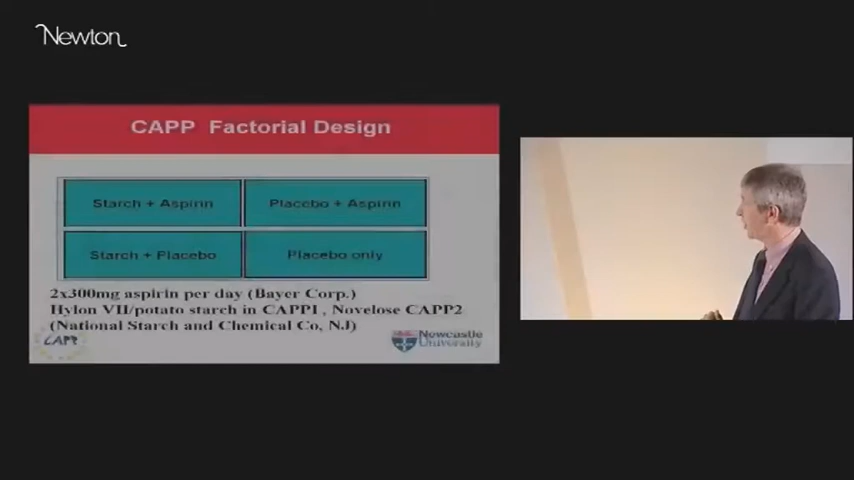 Newton
CAPP Factorial Design
Starch + Aspirin
Placebo + Aspirin
Starch + Placebo
Placebo only
2x300mg aspirin per day (Bayer Corp.)
Hylon VII/potato starch in CAPP1 , Novelose CAPP2
(National Starch and Chemical Co, NJ)
CAPP
Newcastle
University